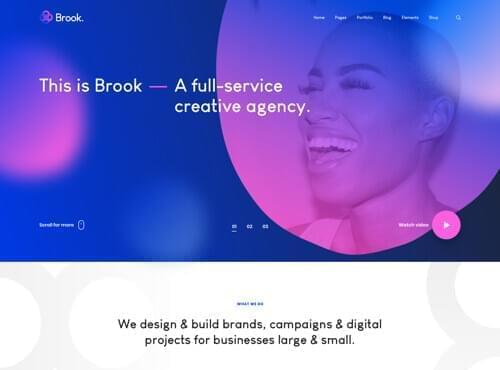 Brook.
Home Pages Portfolio Blog Elements Shop
This is Brook — A full-service
creative agency.
Scroll for more
01 02 03
Watch video
WHAT WE DO
We design & build brands, campaigns & digital
projects for businesses large & small.